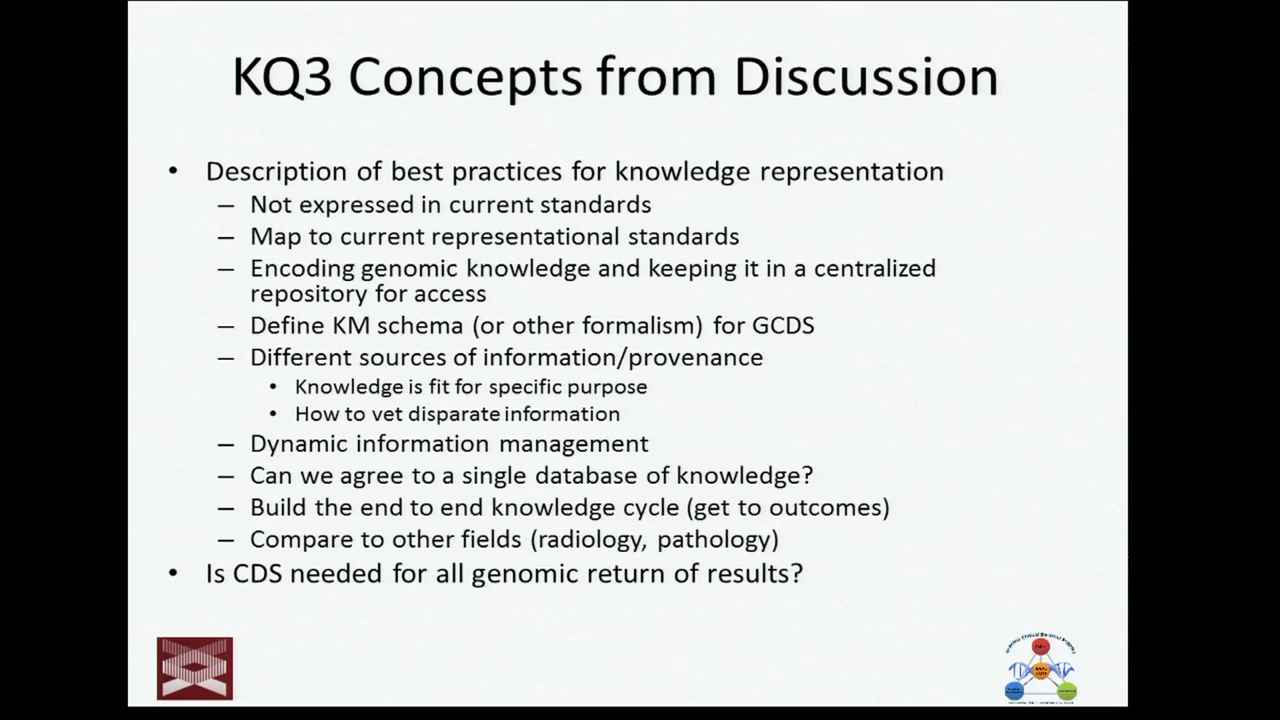 KQ3 Concepts from Discussion
• Description of best practices for knowledge representation
– Not expressed in current standards
– Map to current representational standards
– Encoding genomic knowledge and keeping it in a centralized
repository for access
– Define KM schema (or other formalism) for GCDS
– Different sources of information/provenance
• Knowledge is fit for specific purpose
• How to vet disparate information
– Dynamic information management
– Can we agree to a single database of knowledge?
– Build the end to end knowledge cycle (get to outcomes)
– Compare to other fields (radiology, pathology)
• Is CDS needed for all genomic return of results?